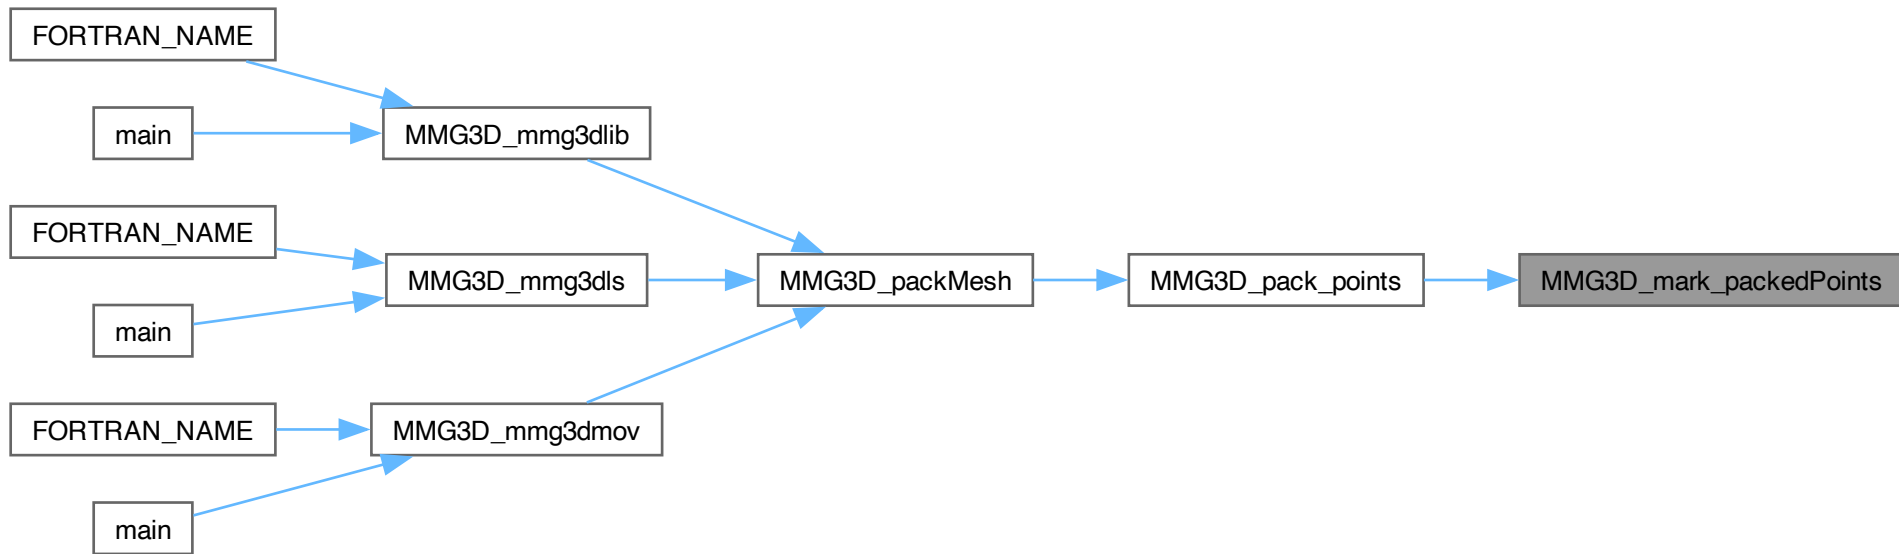 FORTRAN_NAME
main
MMG3D_mmg3dlib
FORTRAN_NAME
main
MMG3D_mmg3dls
MMG3D_packMesh
MMG3D_pack_points
MMG3D_mark_packedPoints
FORTRAN_NAME
main
MMG3D_mmg3dmov